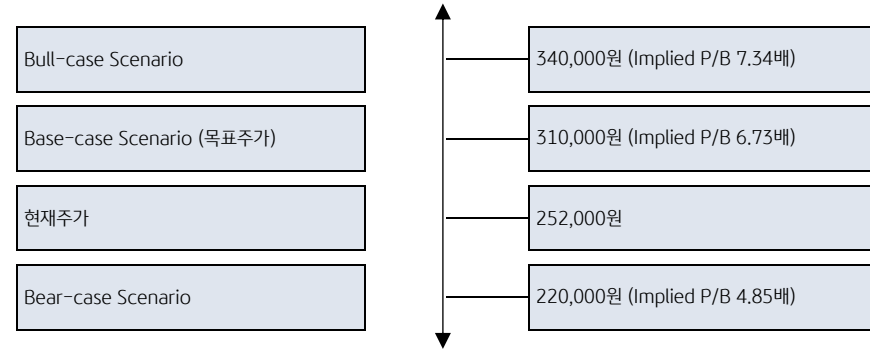 Bull-case Scenario
340,000원 (Implied P/B 7.34배)
Base-case Scenario (목표주가)
310,000원 (Implied P/B 6.73배)
현재주가
252,000원
Bear-case Scenario
220,000원 (Implied P/B 4.85배)